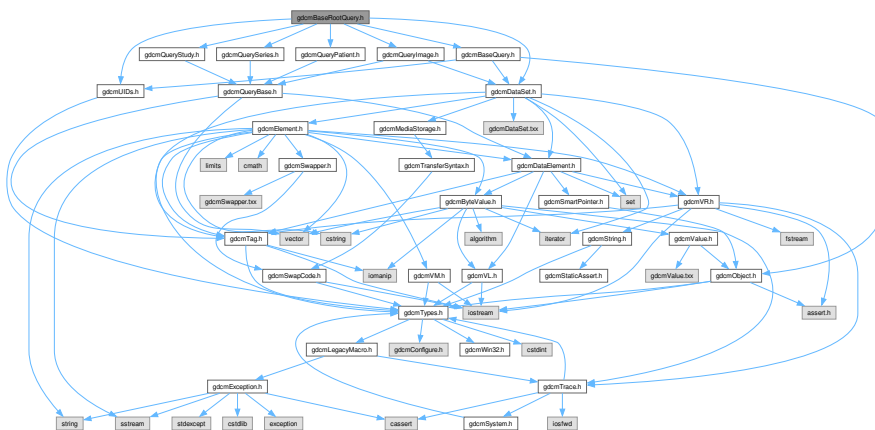 gdcmBaseRootQuery.h
gdcmQueryStudy.h
gdcmQuerySeries.h
gdcmQueryPatient.h
gdcmQueryImage.h
gdcmBaseQuery.h
gdcmUIDs.h
gdcmQueryBase.h
gdcmDataSet.h
gdcmElement.h
gdcmMediaStorage.h
gdcmDataSet.txx
limits
cmath
gdcmSwapper.h
gdcmTransferSyntax.h
gdcmDataElement.h
gdcmSwapper.txx
gdcmByteValue.h
gdcmSmartPointer.h
set
gdcmVR.h
gdcmTag.h
vector
cstring
algorithm
iterator
gdcmString.h
gdcmValue.h
fstream
gdcmSwapCode.h
iomanip
gdcmVM.h
gdcmVL.h
gdcmStaticAssert.h
gdcmValue.txx
gdcmObject.h
gdcmTypes.h
iostream
assert.h
gdcmLegacyMacro.h
gdcmConfigure.h
gdcmWin32.h
cstdint
gdcmException.h
gdcmTrace.h
string
sstream
stdexcept
cstdlib
exception
cassert
gdcmSystem.h
iosfwd